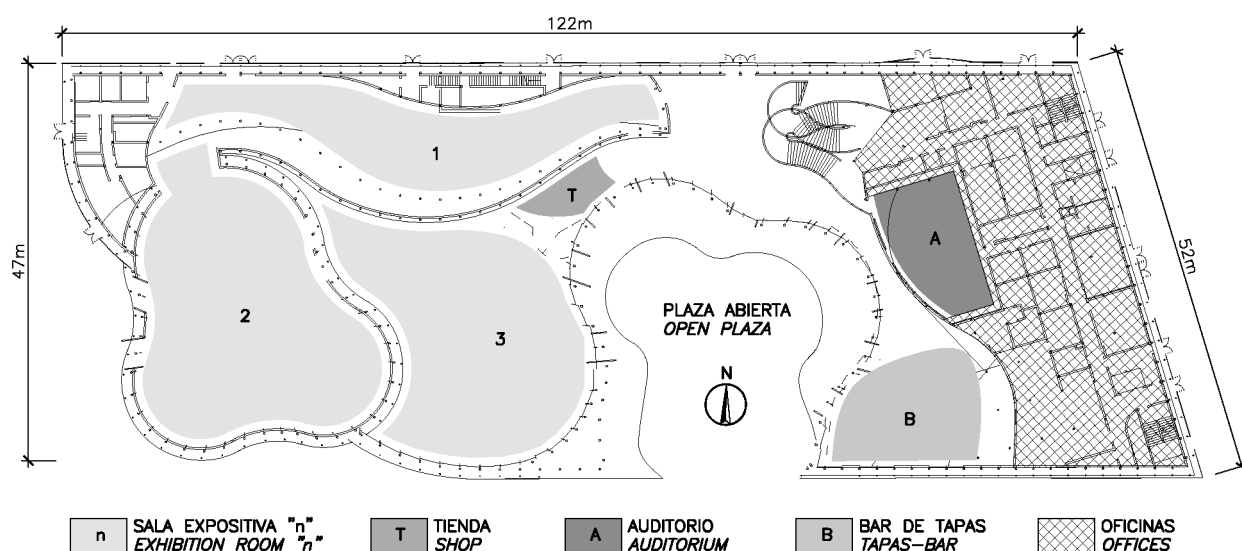 122m
47m
52m
1
T
A
2
3
PLAZA ABIERTA
OPEN PLAZA
N
B
n SALA EXPOSITIVA "n"
EXHIBITION ROOM "n"
T TIENDA
SHOP
A AUDITORIO
AUDITORIUM
B BAR DE TAPAS
TAPAS-BAR
OFICINAS
OFFICES